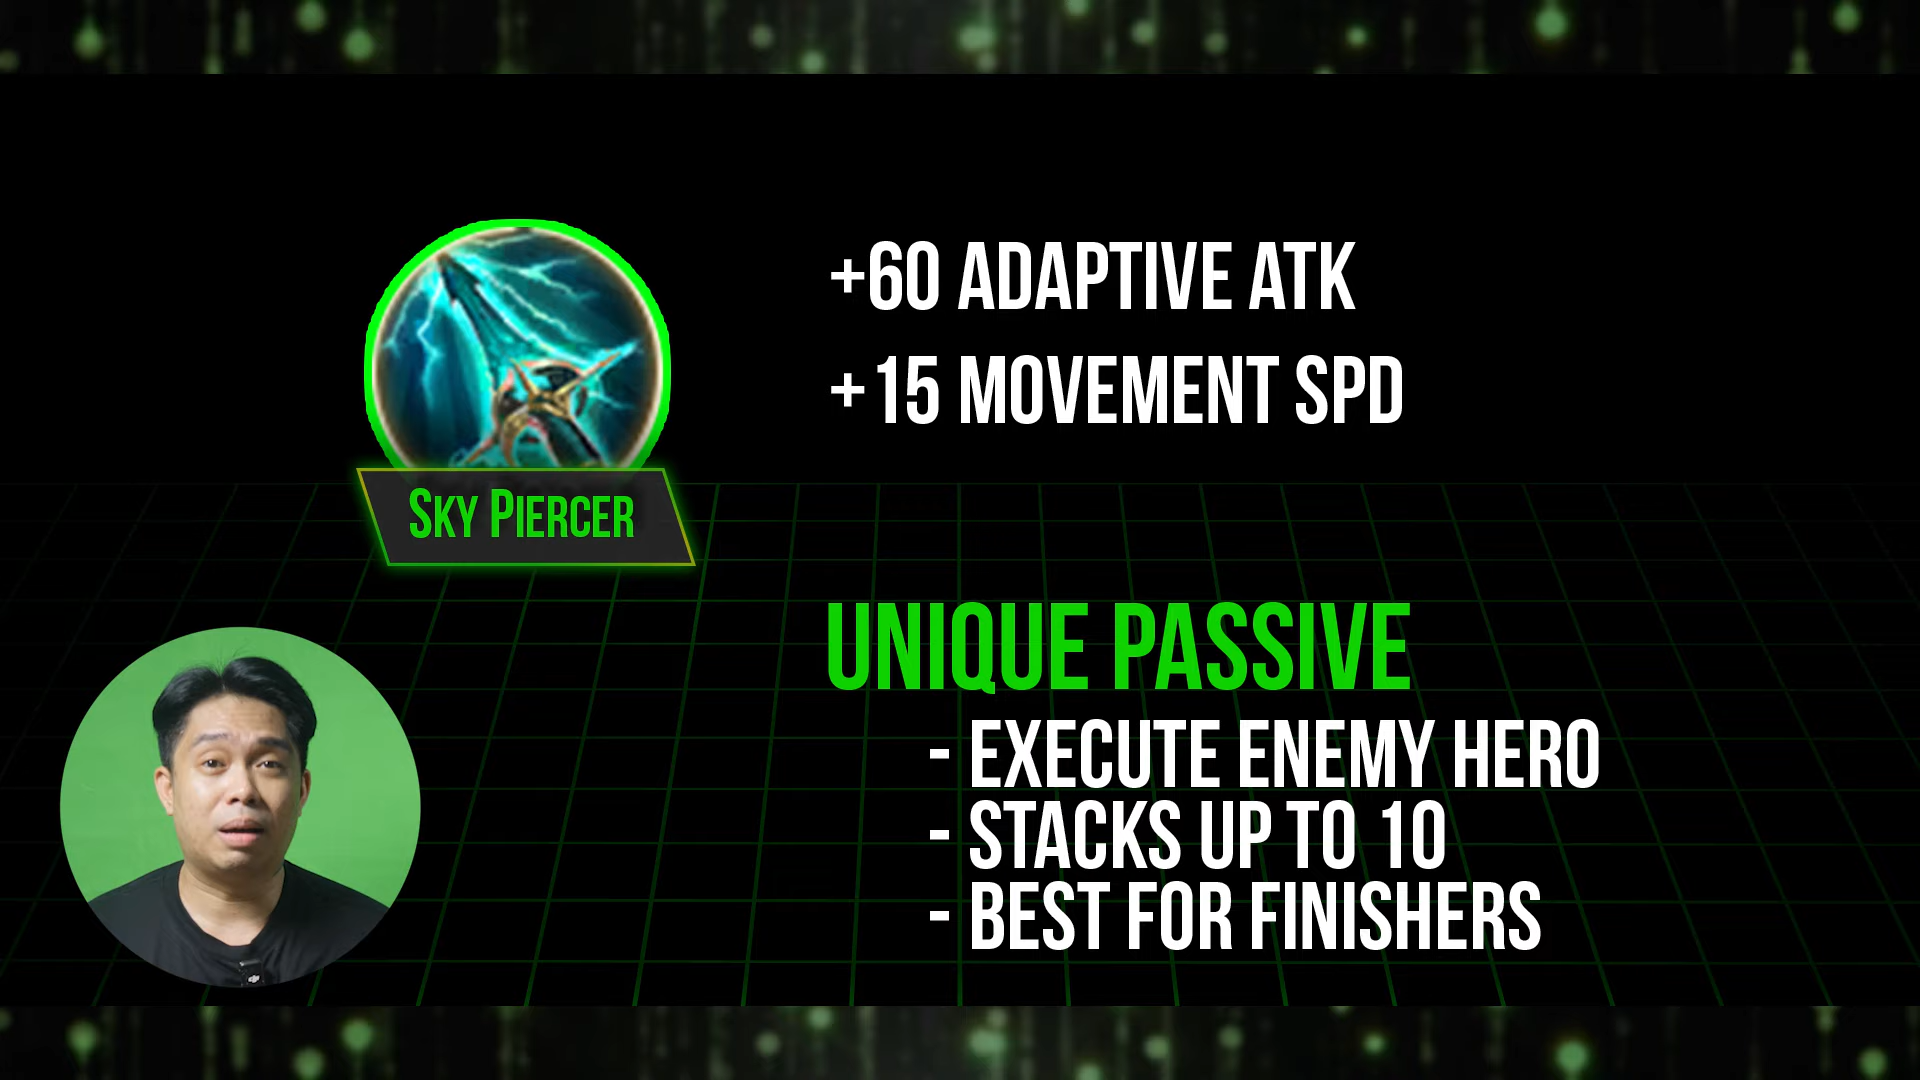 +60 ADAPTIVE ATK
+15 MOVEMENT SPD
SKY PIERCER
UNIQUE PASSIVE
- EXECUTE ENEMY HERO
- STACKS UP TO 10
- BEST FOR FINISHERS